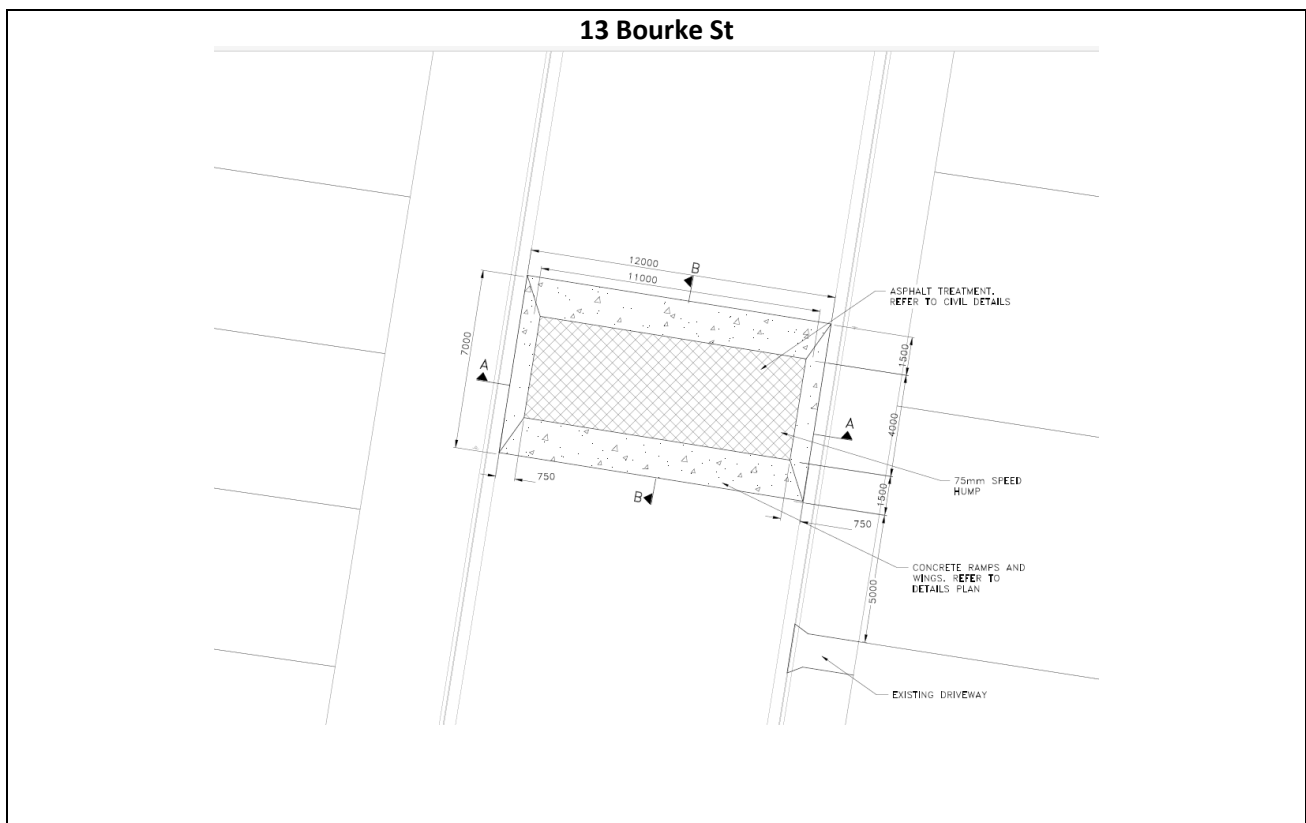 13 Bourke St
12000
B
11000
ASPHALT TREATMENT.
REFER TO CIVIL DETAILS
7000
1500
A
4000
A
75mm SPEED
HUMP
750
B
1500
750
CONCRETE RAMPS AND
WINGS. REFER TO
DETAILS PLAN
5000
EXISTING DRIVEWAY